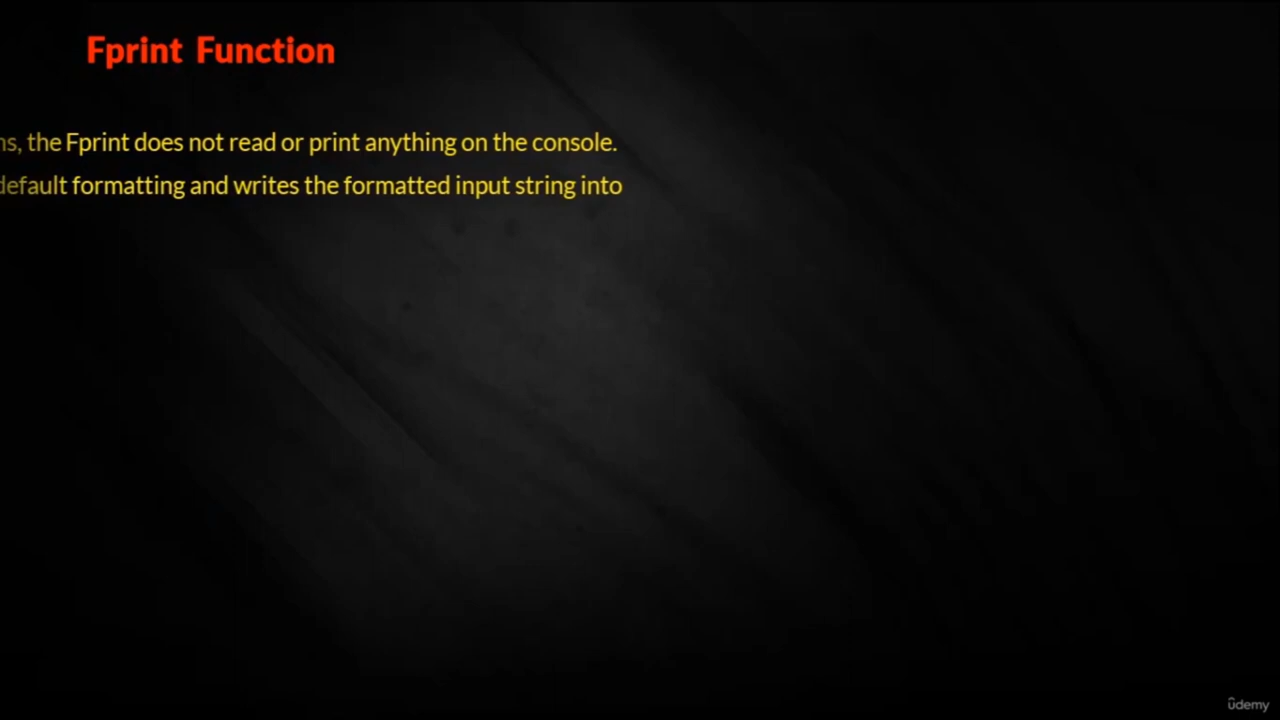 Fprint Function
the Fprint does not read or print anything on the console.
default formatting and writes the formatted input string into
ûdemy